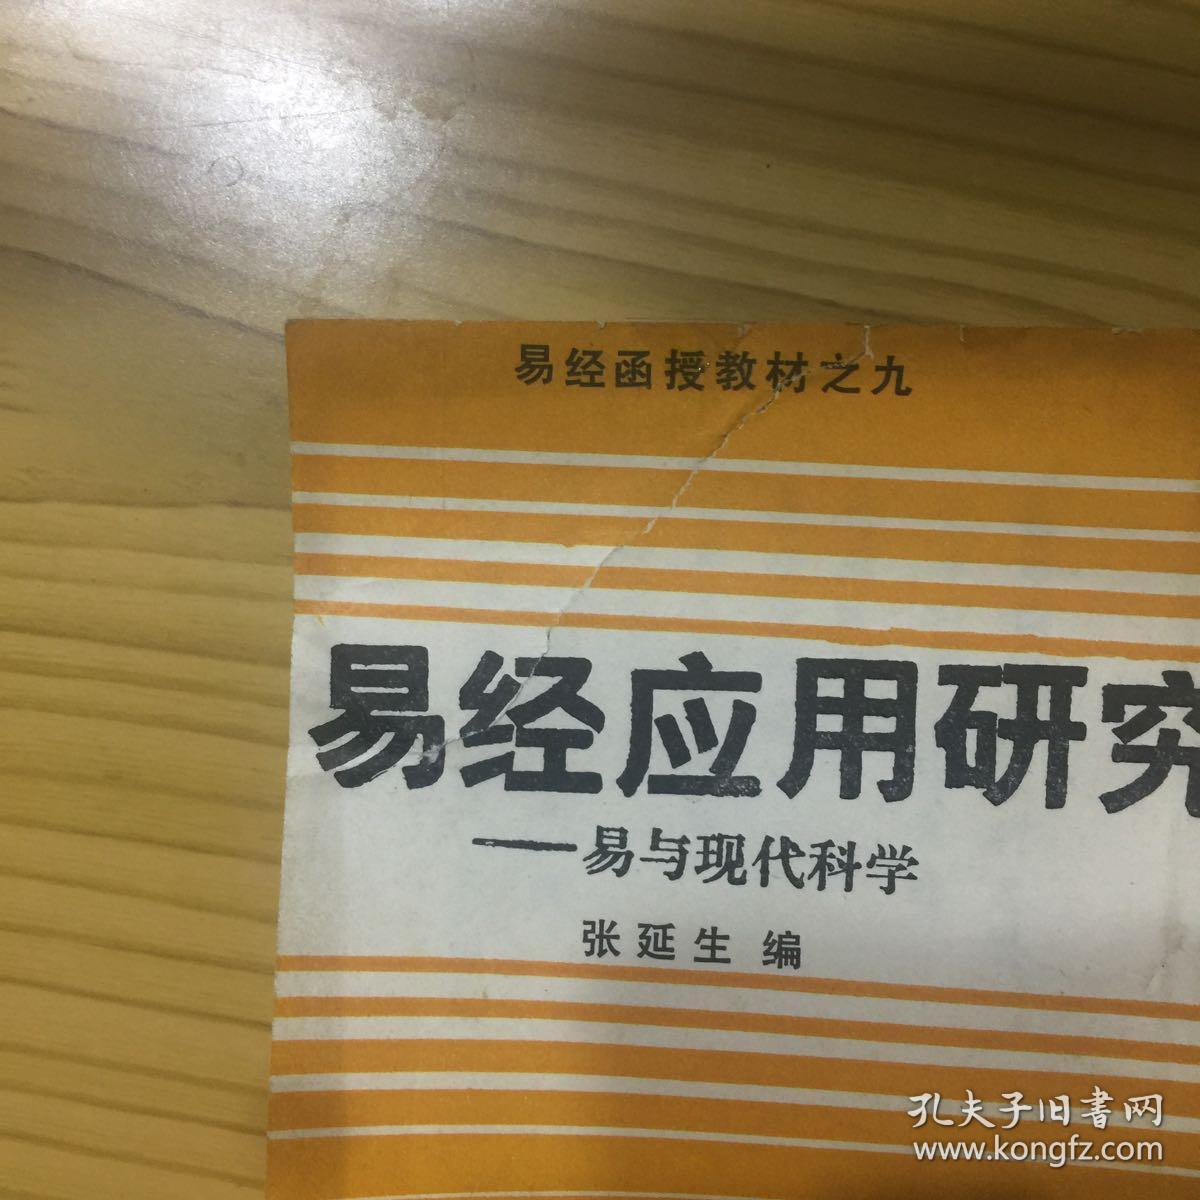 易经函授教材之九
易经应用研究
——易与现代科学
张延生 编
孔夫子旧書网
www.kongfz.com